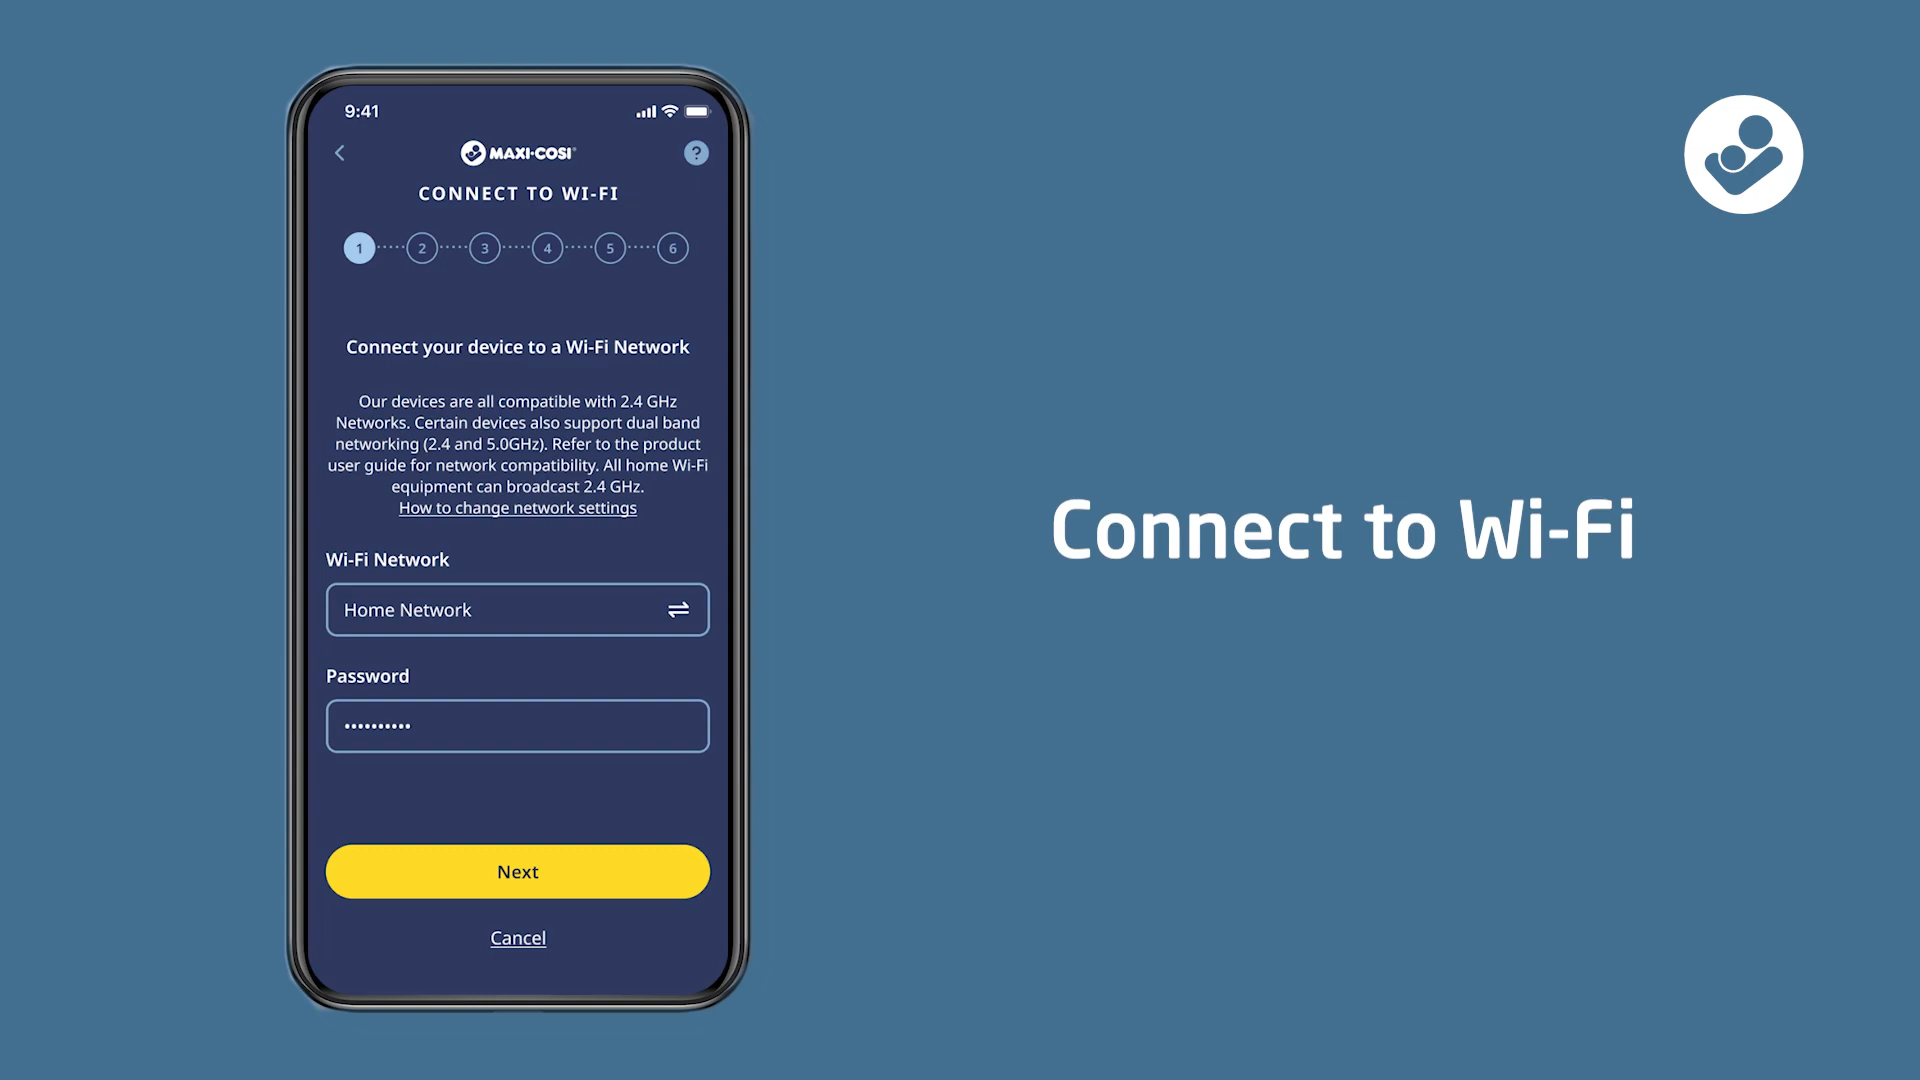 9:41
MAXI-COSI
?
CONNECT TO WI-FI
1 2 3 4 5 6
Connect your device to a Wi-Fi Network
Our devices are all compatible with 2.4 GHz
Networks. Certain devices also support dual band
networking (2.4 and 5.0GHz). Refer to the product
user guide for network compatibility. All home Wi-Fi
equipment can broadcast 2.4 GHz.
How to change network settings
Wi-Fi Network
Home Network
Password
••••••••••
Next
Cancel
Connect to Wi-Fi